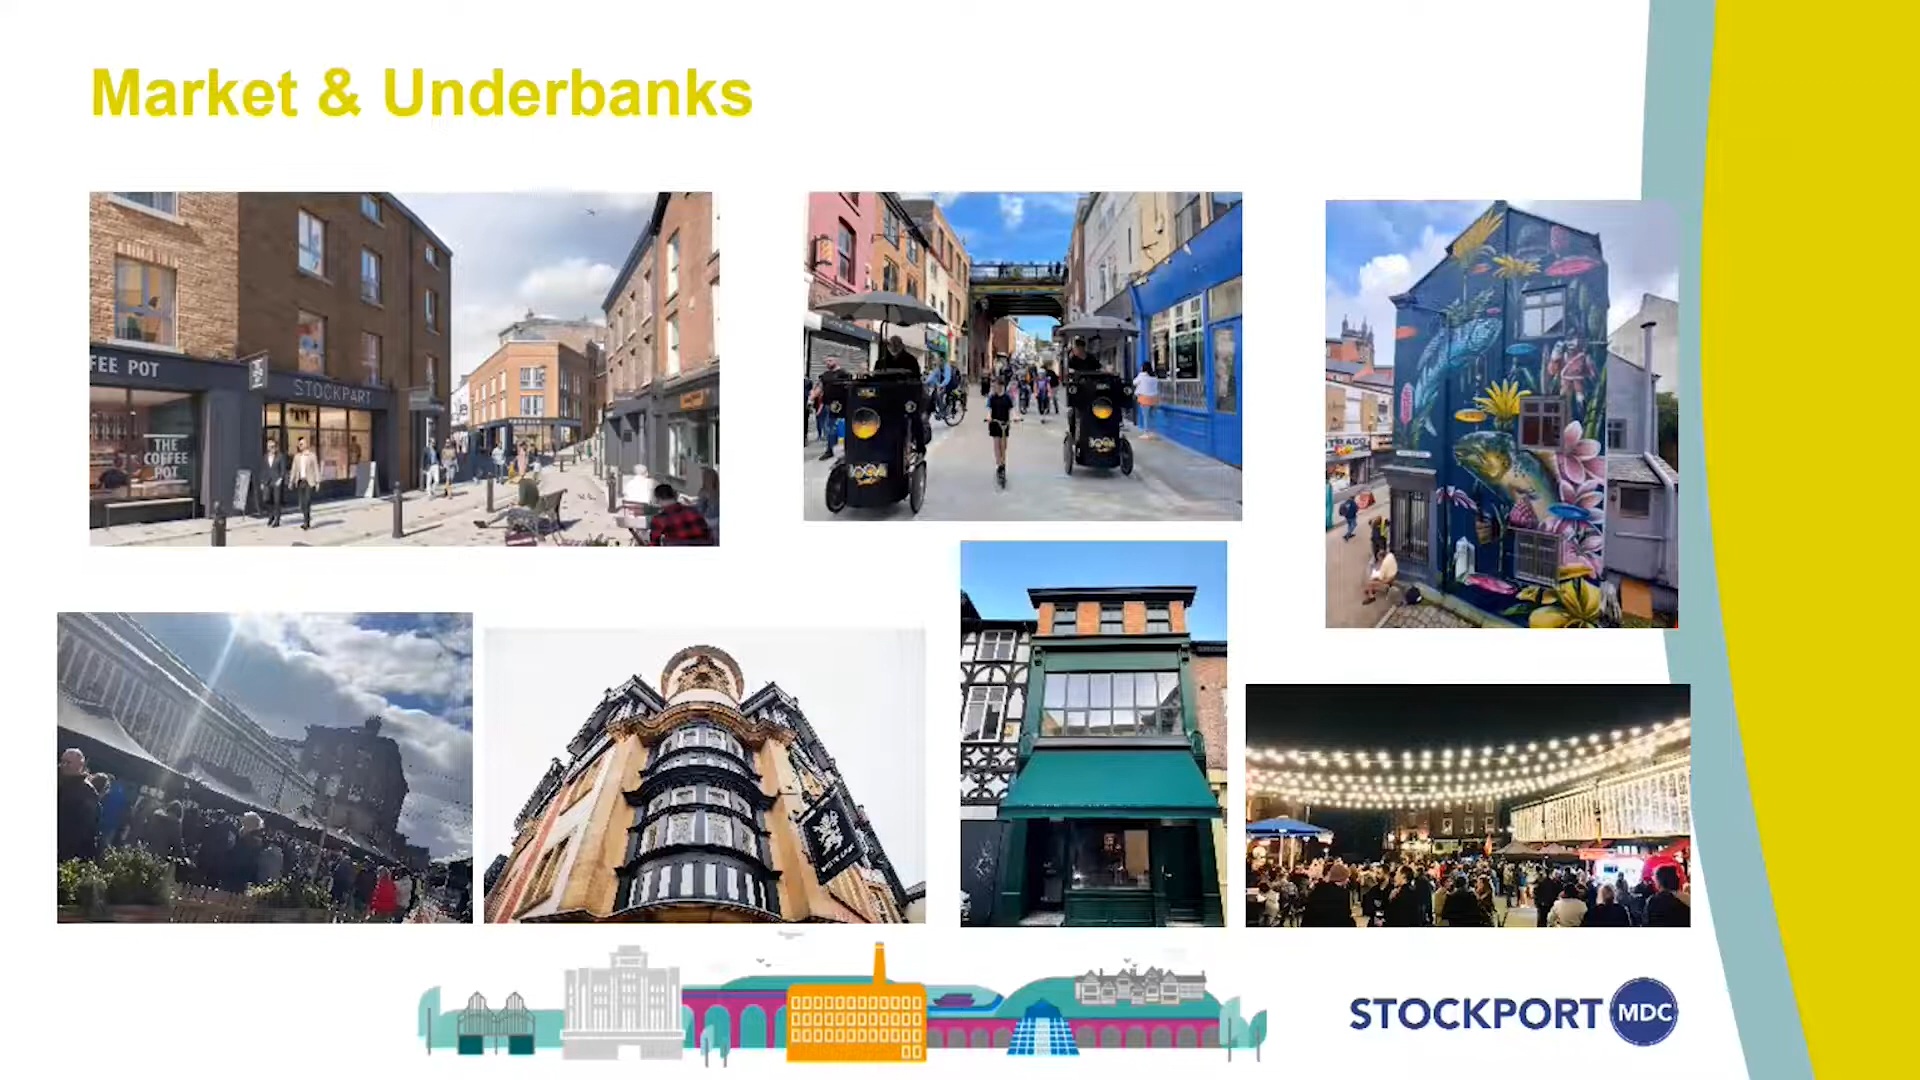 Market & Underbanks
FEE POT
STOCKPART
THE
COFFEE
POT
STOCKPORT MDC